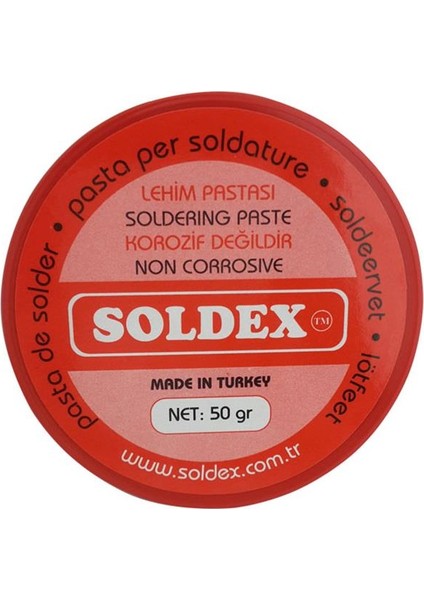 pasta de solder • pasta per soldature • soldeervet • lötfeet
LEHİM PASTASI
SOLDERING PASTE
KOROZİF DEĞİLDİR
NON CORROSIVE
SOLDEX TM
MADE IN TURKEY
NET: 50 gr
www.soldex.com.tr